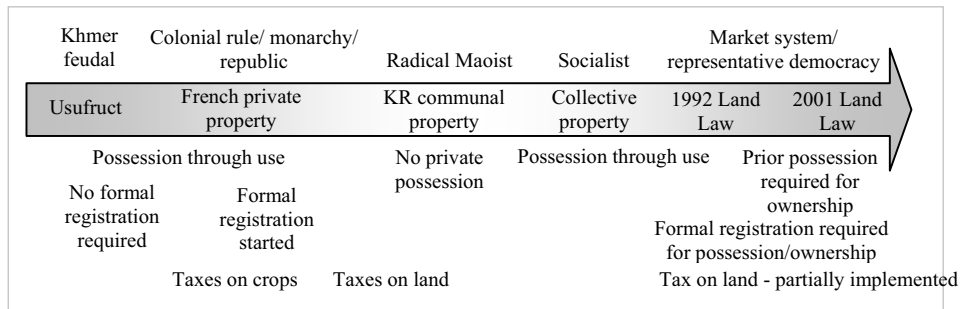 Khmer
feudal
Colonial rule/ monarchy/
republic
Radical Maoist
Socialist
Market system/
representative democracy
Usufruct
French private
property
KR communal
property
Collective
property
1992 Land
Law
2001 Land
Law
Possession through use
No private
possession
Possession through use
Prior possession
required for
ownership
No formal
registration
required
Formal
registration
started
Formal registration required
for possession/ownership
Taxes on crops
Taxes on land
Tax on land - partially implemented